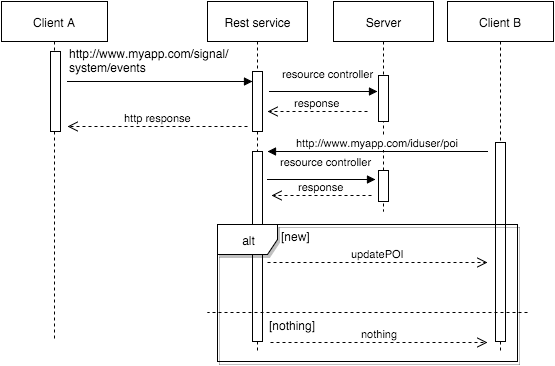 Client A
Rest service
Server
Client B
http://www.myapp.com/signal/
system/events
resource controller
response
http response
http://www.myapp.com/iduser/poi
resource controller
response
alt
[new]
updatePOI
[nothing]
nothing